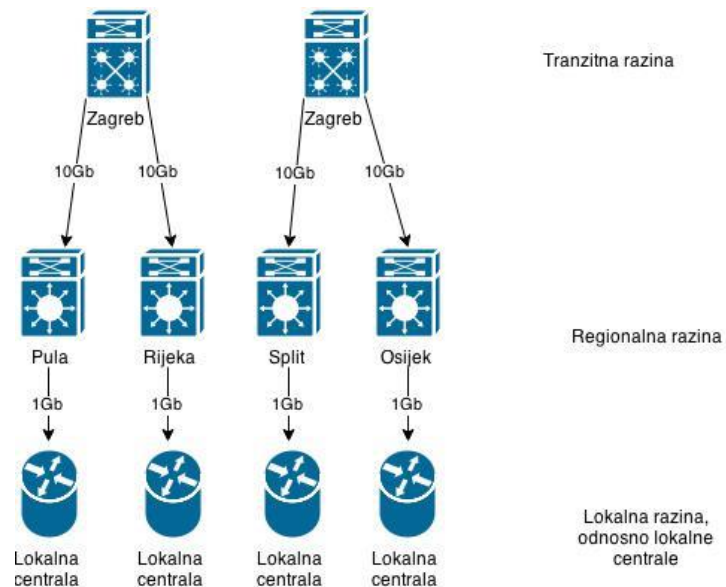 Tranzitna razina
Zagreb
Zagreb
10Gb
10Gb
10Gb
10Gb
Pula
Rijeka
Split
Osijek
Regionalna razina
1Gb
1Gb
1Gb
1Gb
Lokalna
centrala
Lokalna
centrala
Lokalna
centrala
Lokalna
centrala
Lokalna razina,
odnosno lokalne
centrale